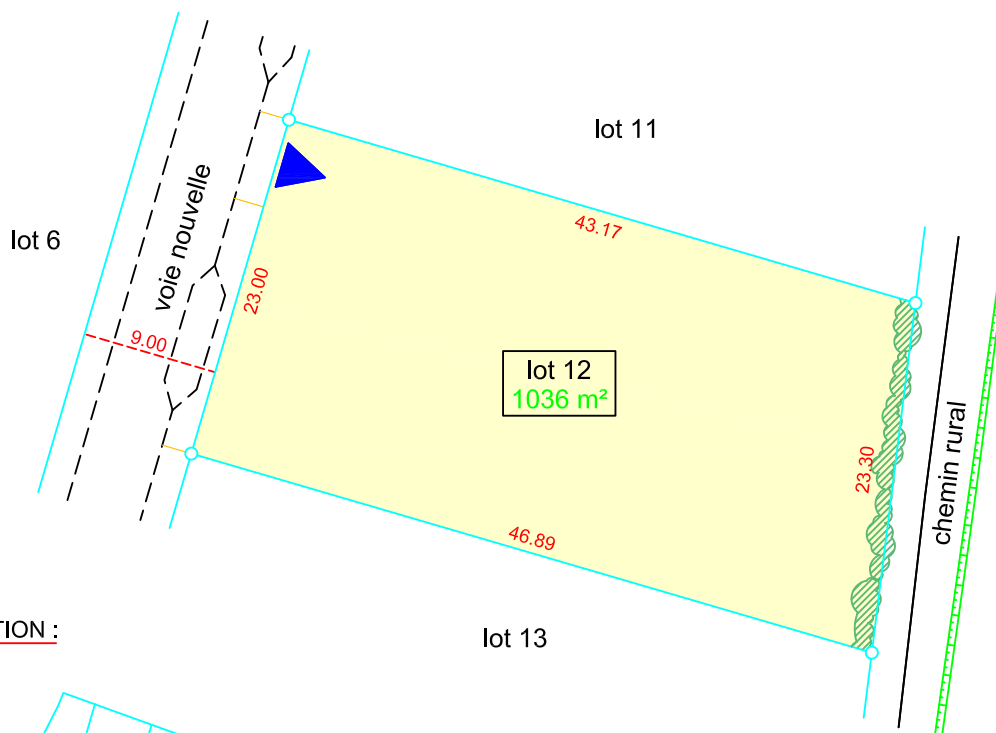 lot 11
voie nouvelle
43.17
lot 6
23.00
9.00
lot 12
1036 m²
23.30
chemin rural
46.89
lot 13
TION :